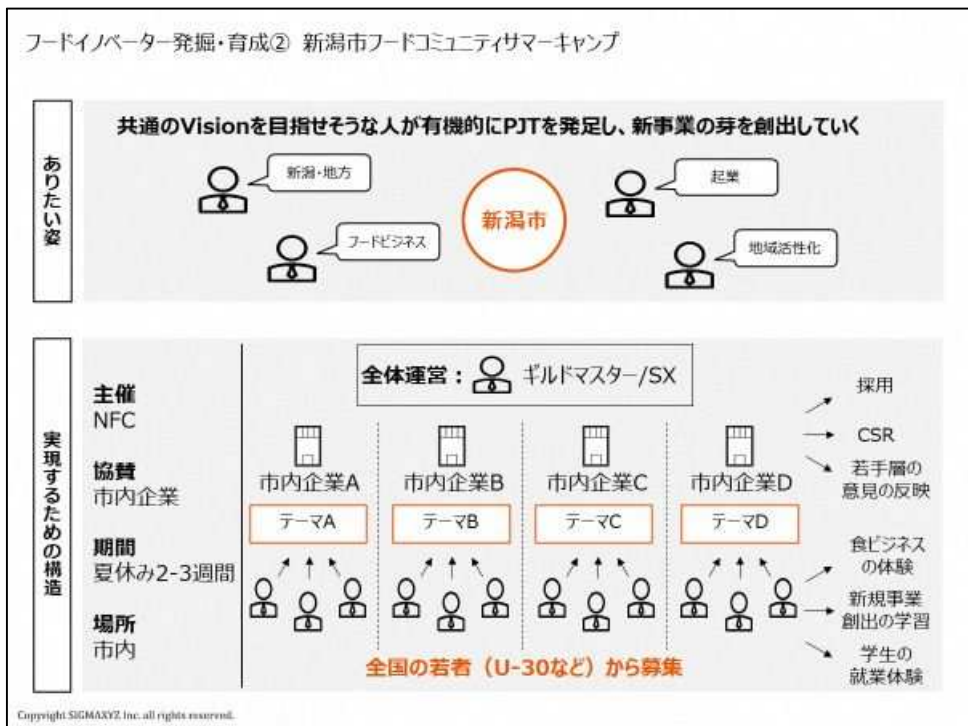 フードイノベーター発掘・育成② 新潟市フードコミュニティサマーキャンプ
ありたい姿
共通のVisionを目指せそうな人が有機的にPJTを発足し、新事業の芽を創出していく
新潟・地方
フードビジネス
新潟市
起業
地域活性化
実現するための構造
主催
NFC
協賛
市内企業
期間
夏休み2-3週間
場所
市内
全体運営： ギルドマスター/SX
市内企業A
市内企業B
市内企業C
市内企業D
テーマA
テーマB
テーマC
テーマD
全国の若者（U-30など）から募集
採用
CSR
若手層の
意見の反映
食ビジネス
の体験
新規事業
創出の学習
学生の
就業体験
Copyright SIGMAXYZ Inc. all rights reserved.